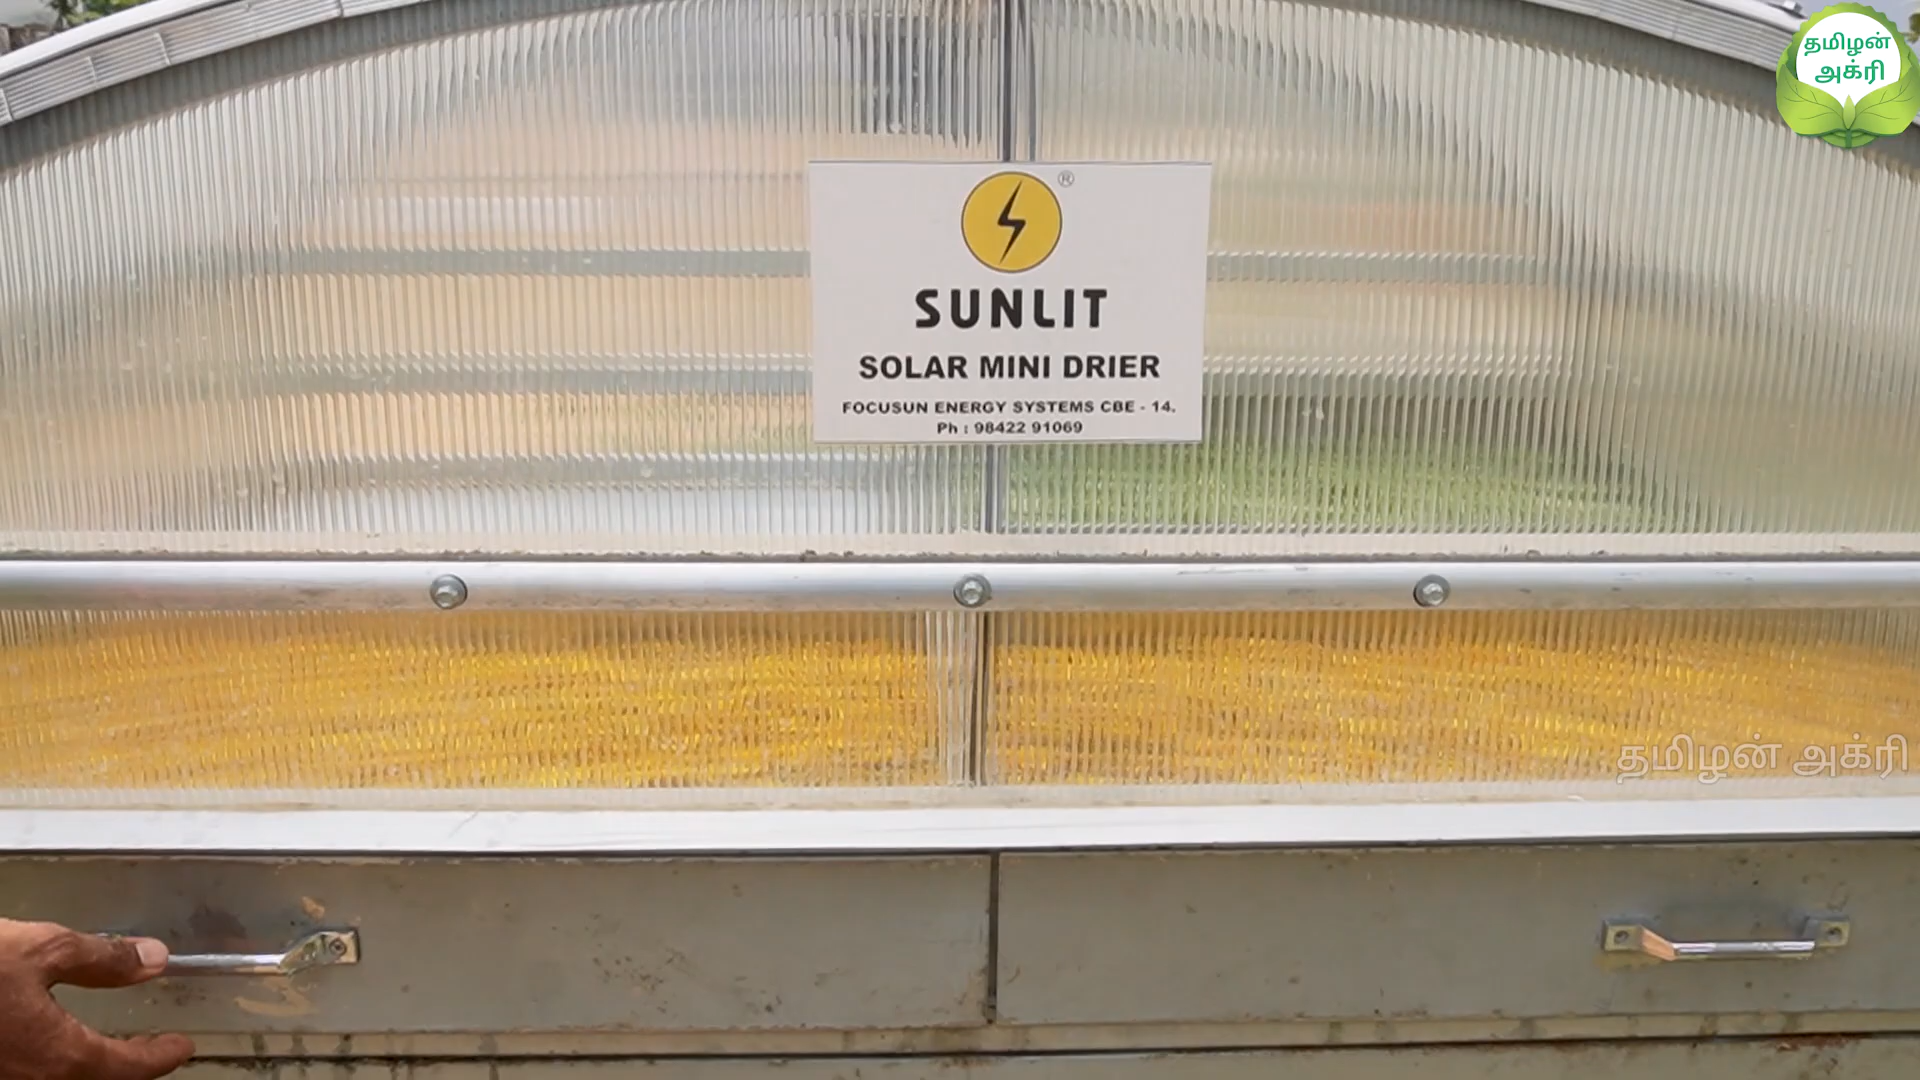 தமிழன்
அக்ரி
®
SUNLIT
SOLAR MINI DRIER
FOCUSUN ENERGY SYSTEMS CBE - 14.
Ph : 98422 91069
தமிழன் அக்ரி